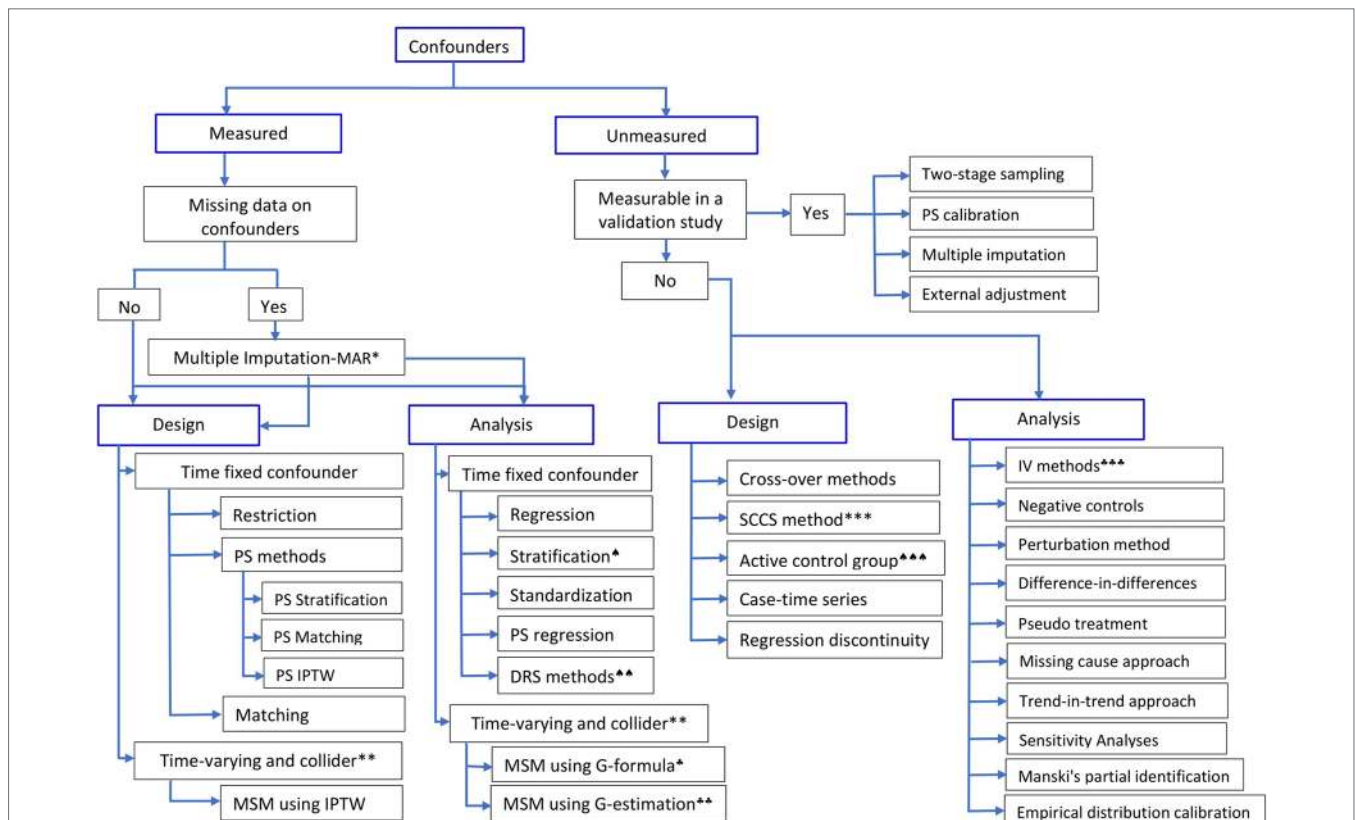 Confounders
Measured
Unmeasured
Missing data on
confounders
Measurable in a
validation study
Yes
Two-stage sampling
PS calibration
Multiple imputation
External adjustment
No
No
Yes
Multiple Imputation-MAR*
Design
Time fixed confounder
Restriction
PS methods
PS Stratification
PS Matching
PS IPTW
Matching
Time-varying and collider**
MSM using IPTW
Analysis
Time fixed confounder
Regression
Stratification♠
Standardization
PS regression
DRS methods♠♠
Time-varying and collider**
MSM using G-formula♣
MSM using G-estimation♣♣
Design
Cross-over methods
SCCS method***
Active control group♠♠♠
Case-time series
Regression discontinuity
Analysis
IV methods♣♣♣
Negative controls
Perturbation method
Difference-in-differences
Pseudo treatment
Missing cause approach
Trend-in-trend approach
Sensitivity Analyses
Manski's partial identification
Empirical distribution calibration